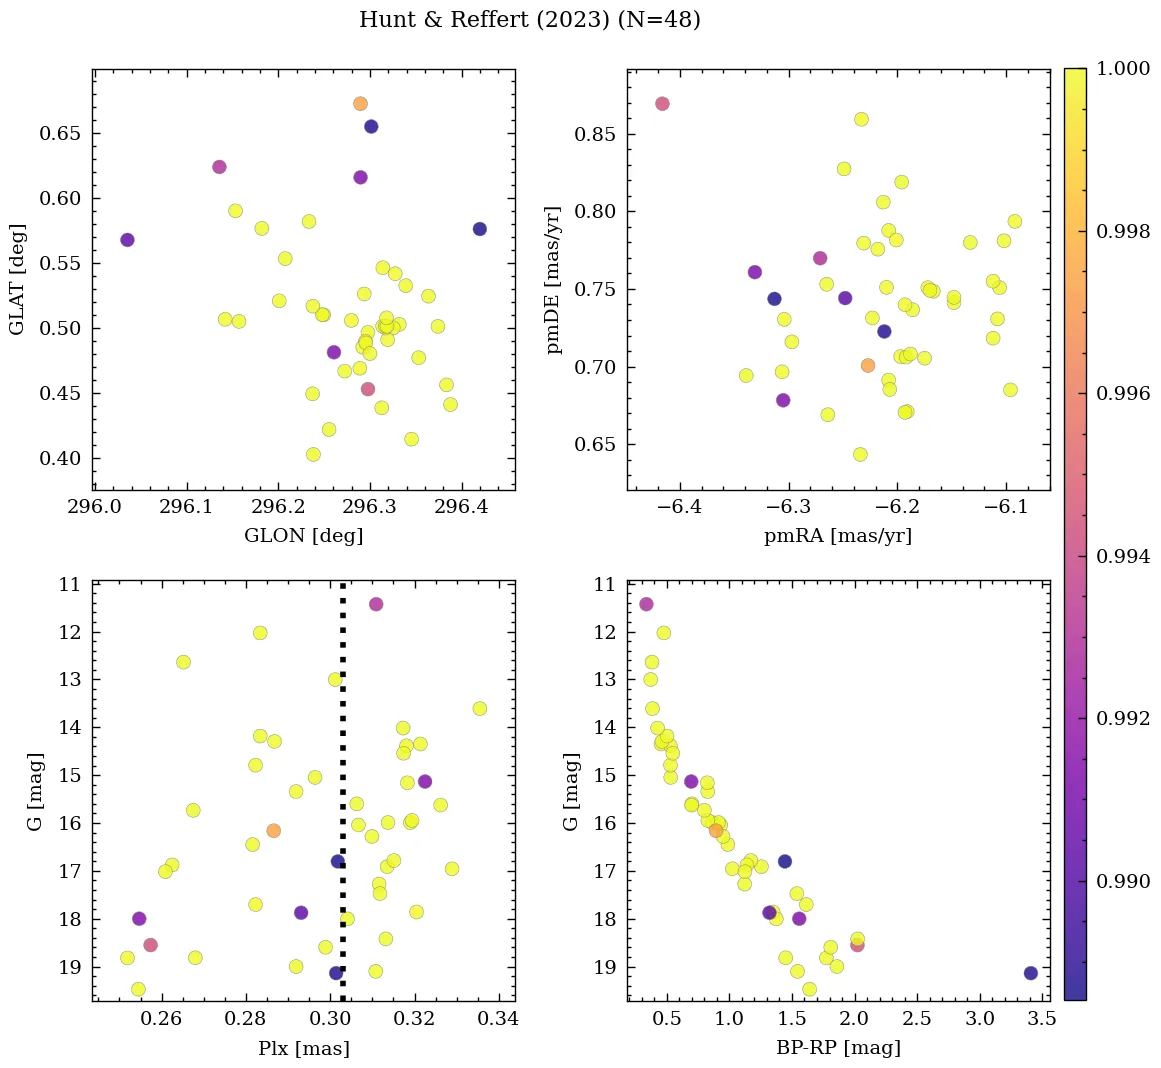 Hunt & Reffert (2023) (N=48)
0.65
0.60
0.55
0.50
0.45
0.40
GLAT [deg]
296.0 296.1 296.2 296.3 296.4
GLON [deg]
0.85
0.80
0.75
0.70
0.65
pmDE [mas/yr]
−6.4 −6.3 −6.2 −6.1
pmRA [mas/yr]
11
12
13
14
15
16
17
18
19
G [mag]
0.26 0.28 0.30 0.32 0.34
Plx [mas]
11
12
13
14
15
16
17
18
19
G [mag]
0.5 1.0 1.5 2.0 2.5 3.0 3.5
BP-RP [mag]
1.000
0.998
0.996
0.994
0.992
0.990